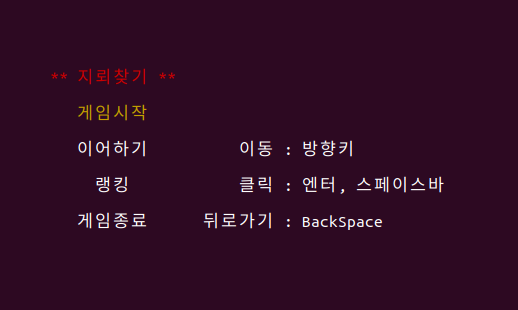 ** 지뢰찾기 **
게임시작
이어하기 이동 : 방향키
랭킹 클릭 : 엔터, 스페이스바
게임종료 뒤로가기 : BackSpace